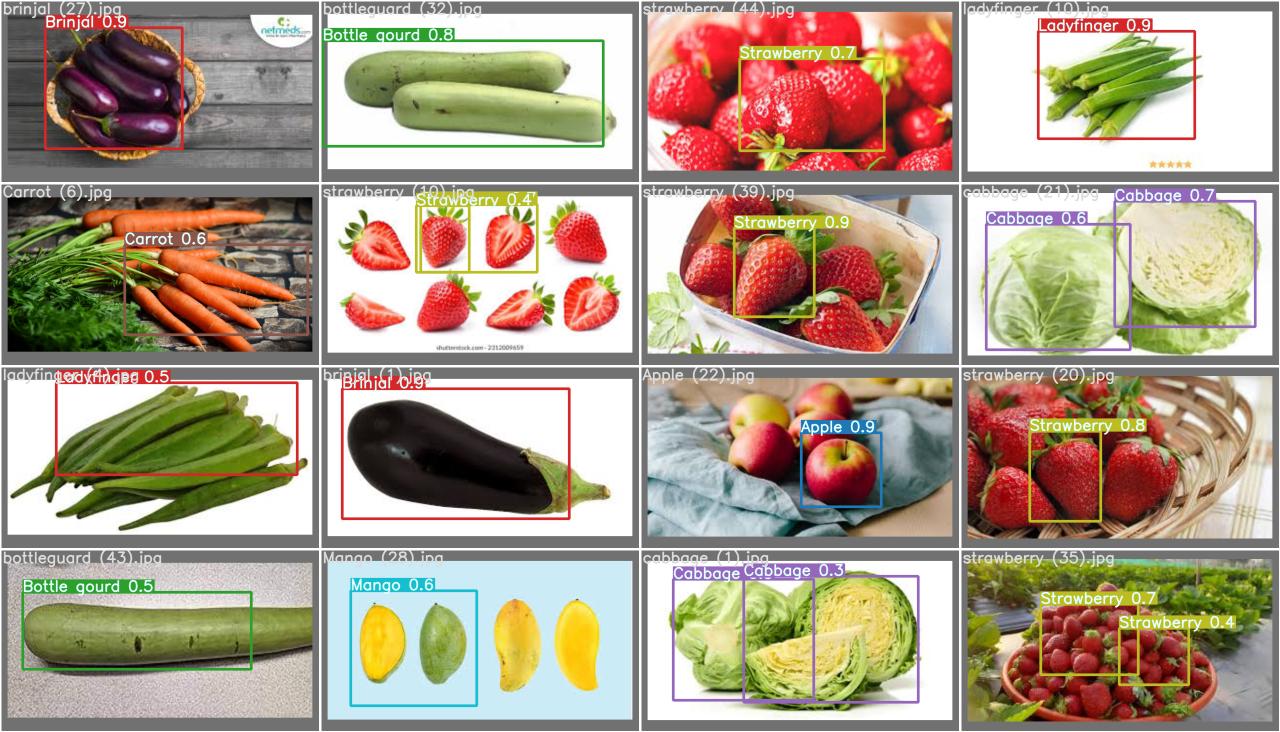 brinjal (27).jpg
Brinjal 0.9
netmeds.com
bottleguard (32).jpg
Bottle gourd 0.8
strawberry (44).jpg
Strawberry 0.7
ladyfinger (10).jpg
Ladyfinger 0.9
Carrot (6).jpg
Carrot 0.6
strawberry (10).jpg
Strawberry 0.4
shutterstock.com · 2312009659
strawberry (39).jpg
Strawberry 0.9
cabbage (21).jpg
Cabbage 0.6
Cabbage 0.7
ladyfinger (4).jpg
Ladyfinger 0.5
brinjal (1).jpg
Brinjal 0.9
Apple (22).jpg
Apple 0.9
strawberry (20).jpg
Strawberry 0.8
bottleguard (43).jpg
Bottle gourd 0.5
Mango (28).jpg
Mango 0.6
cabbage (1).jpg
Cabbage
Cabbage 0.3
strawberry (35).jpg
Strawberry 0.7
Strawberry 0.4